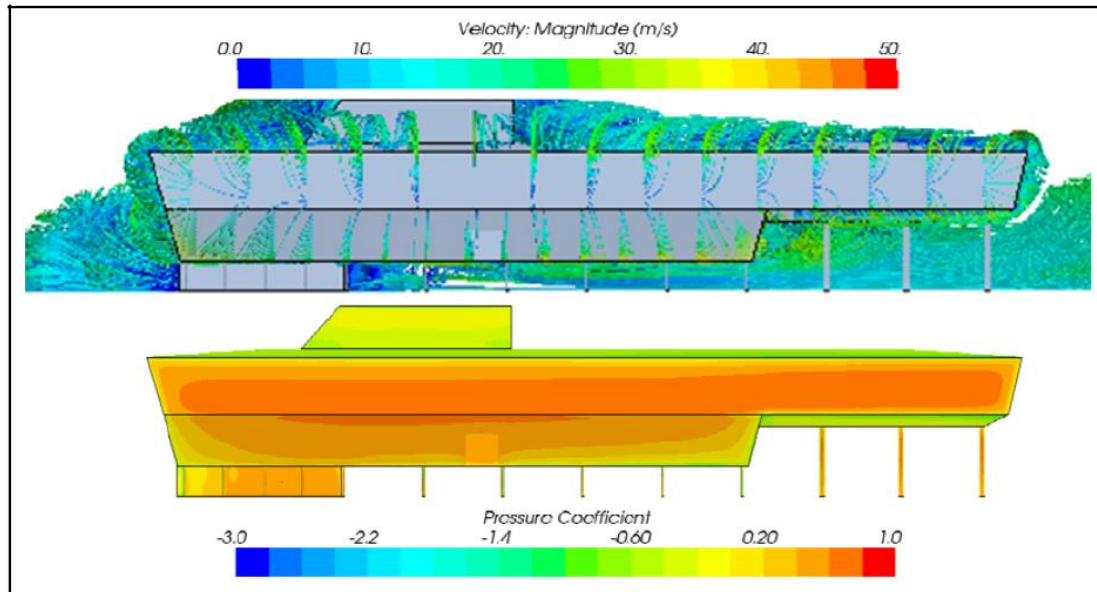 Velocity: Magnitude (m/s)
0.0 10. 20. 30. 40. 50.
Pressure Coefficient
-3.0 -2.2 -1.4 -0.60 0.20 1.0